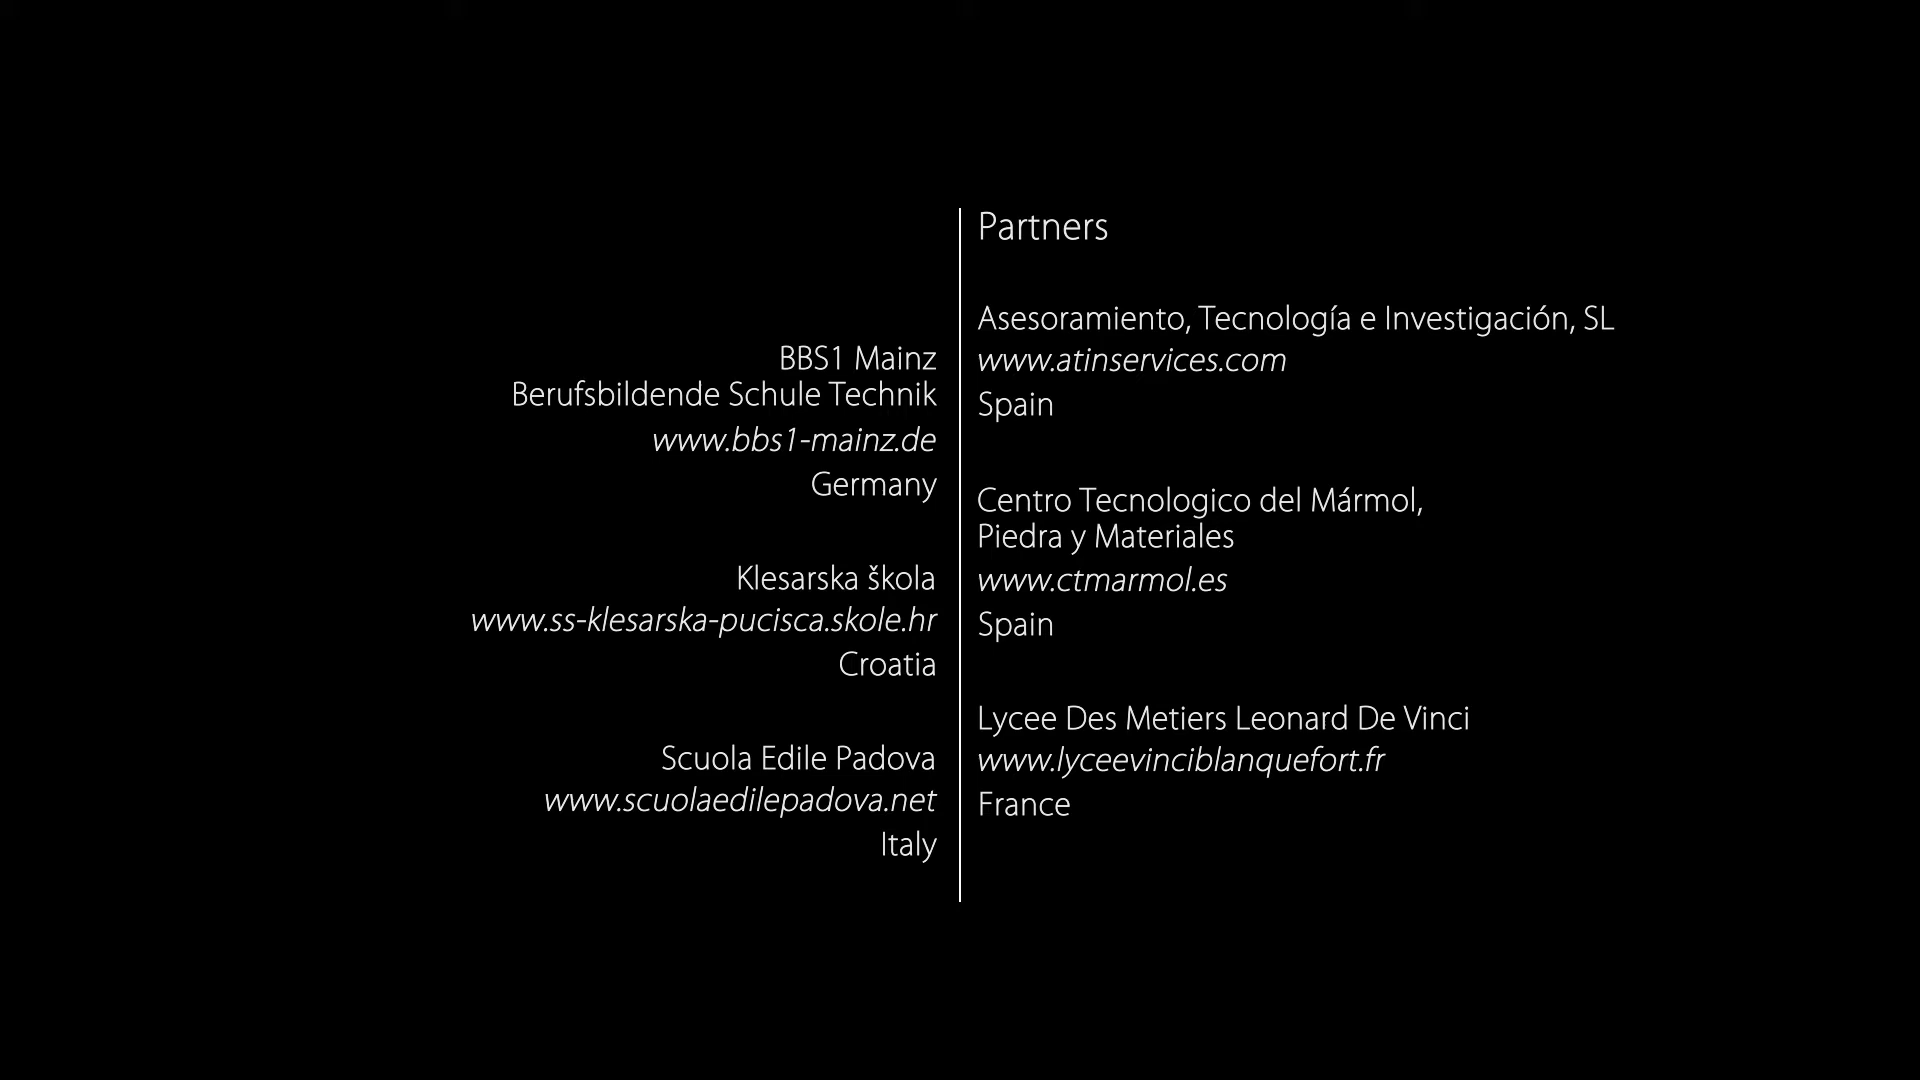 Partners
BBS1 Mainz
Berufsbildende Schule Technik
www.bbs1-mainz.de
Germany
Klesarska škola
www.ss-klesarska-pucisca.skole.hr
Croatia
Scuola Edile Padova
www.scuolaedilepadova.net
Italy
Asesoramiento, Tecnología e Investigación, SL
www.atinservices.com
Spain
Centro Tecnologico del Mármol,
Piedra y Materiales
www.ctmarmol.es
Spain
Lycee Des Metiers Leonard De Vinci
www.lyceevinciblanquefort.fr
France